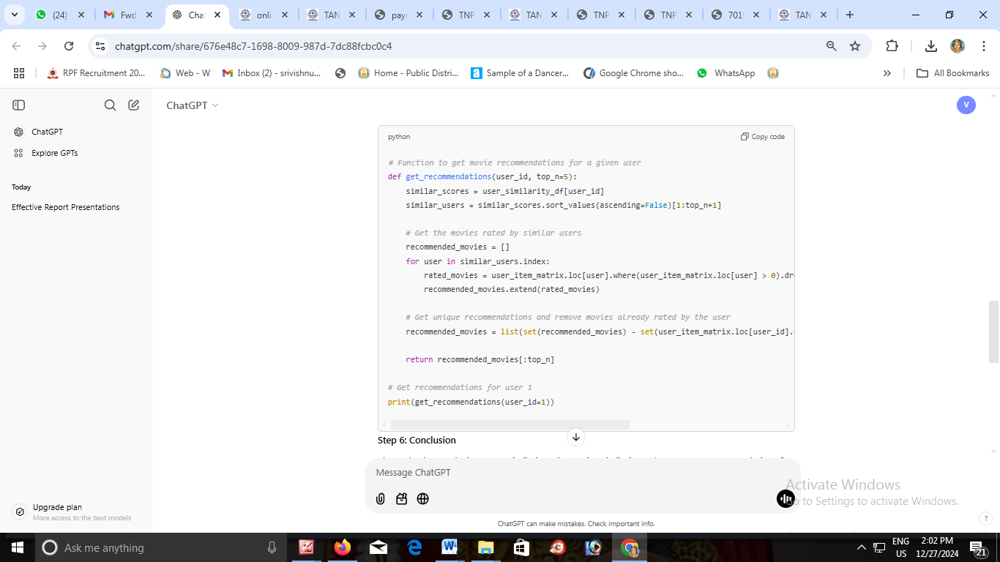 (24)
Fwd
Cha
onli
TAN
pay
TNP
TAN
TNP
TNP
701
TAN
chatgpt.com/share/676e48c7-1698-8009-987d-7dc88fcbc0c4
RPF Recruitment 20...
Web - W
Inbox (2) - srivishnu...
Home - Public Distri...
Sample of a Dancer...
Google Chrome sho...
WhatsApp
All Bookmarks
ChatGPT
V
ChatGPT
Explore GPTs
Today
Effective Report Presentations
python
Copy code
# Function to get movie recommendations for a given user
def get_recommendations(user_id, top_n=5):
    similar_scores = user_similarity_df[user_id]
    similar_users = similar_scores.sort_values(ascending=False)[1:top_n+1]
    # Get the movies rated by similar users
    recommended_movies = []
    for user in similar_users.index:
        rated_movies = user_item_matrix.loc[user].where(user_item_matrix.loc[user] > 0).dr
        recommended_movies.extend(rated_movies)
    # Get unique recommendations and remove movies already rated by the user
    recommended_movies = list(set(recommended_movies) - set(user_item_matrix.loc[user_id].
    return recommended_movies[:top_n]
# Get recommendations for user 1
print(get_recommendations(user_id=1))
Step 6: Conclusion
Message ChatGPT
Activate Windows
Go to Settings to activate Windows.
Upgrade plan
More access to the best models
ChatGPT can make mistakes. Check important info.
?
Ask me anything
ENG
US
2:02 PM
12/27/2024
21